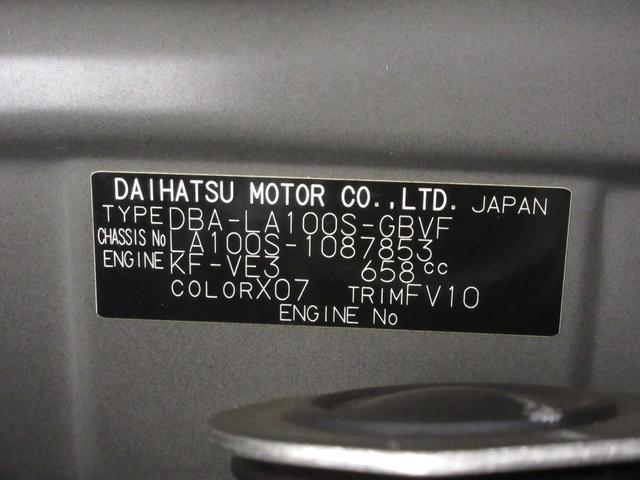 DAIHATSU MOTOR CO.,LTD. JAPAN
TYPE DBA-LA100S-GBVF
CHASSIS No LA100S-1087853
ENGINE KF-VE3 658cc
COLOR X07 TRIM FV10
ENGINE No